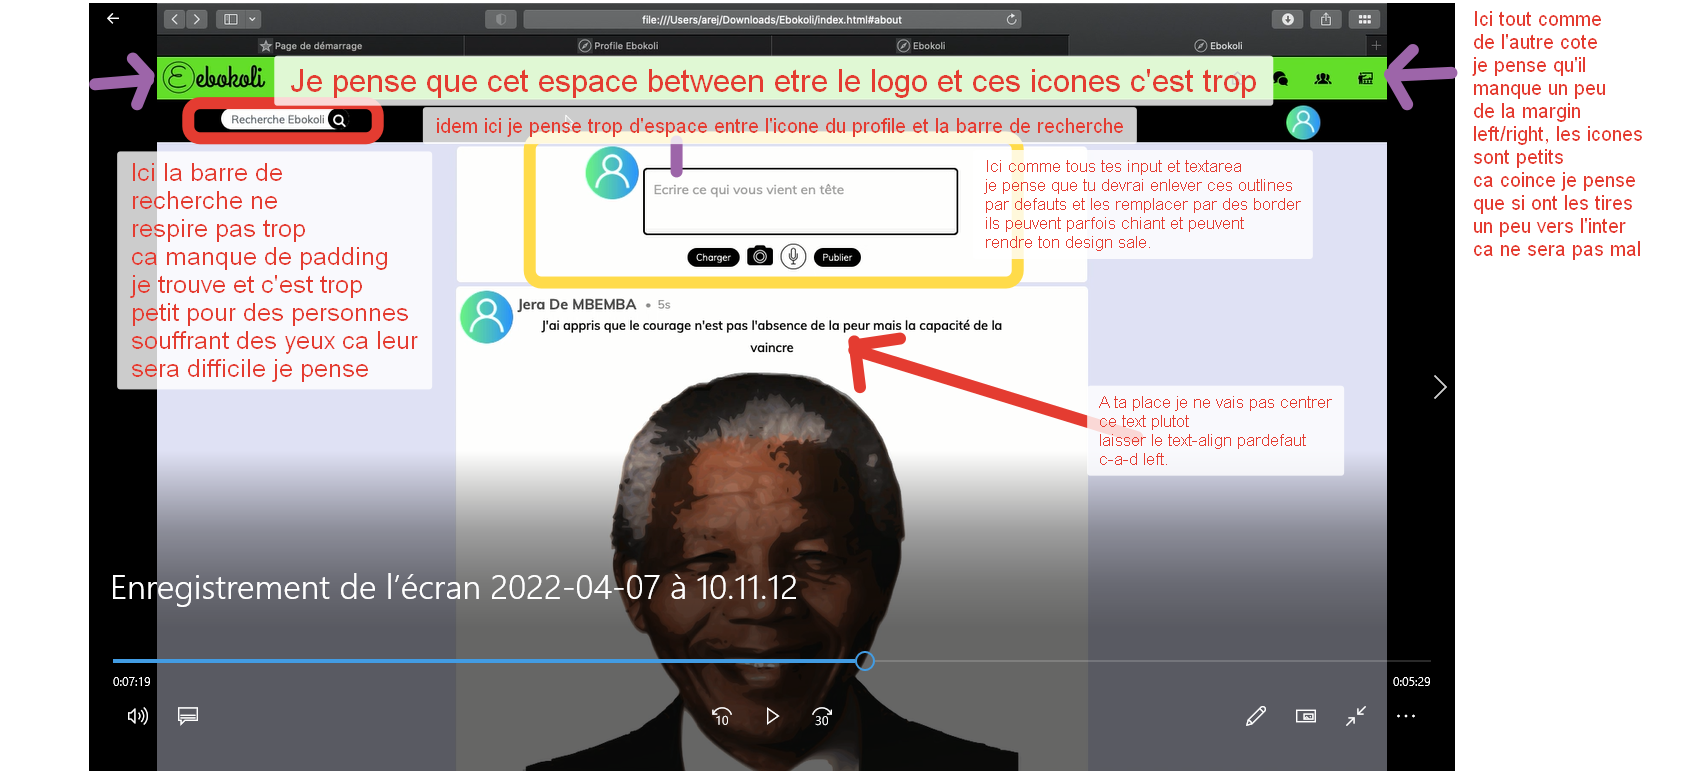 file:///Users/arej/Downloads/Ebokoli/index.html#about
Page de démarrage
Profile Ebokoli
Ebokoli
Ebokoli
ebokoli
Je pense que cet espace between etre le logo et ces icones c'est trop
Recherche Ebokoli
idem ici je pense trop d'espace entre l'icone du profile et la barre de recherche
Ici la barre de
recherche ne
respire pas trop
ca manque de padding
je trouve et c'est trop
petit pour des personnes
souffrant des yeux ca leur
sera difficile je pense
Ecrire ce qui vous vient en tête
Charger
Publier
Ici comme tous tes input et textarea
je pense que tu devrai enlever ces outlines
par defauts et les remplacer par des border
ils peuvent parfois chiant et peuvent
rendre ton design sale.
Ici tout comme
de l'autre cote
je pense qu'il
manque un peu
de la margin
left/right, les icones
sont petits
ca coince je pense
que si ont les tires
un peu vers l'inter
ca ne sera pas mal
Jera De MBEMBA • 5s
J'ai appris que le courage n'est pas l'absence de la peur mais la capacité de la
vaincre
A ta place je ne vais pas centrer
ce text plutot
laisser le text-align pardefaut
c-a-d left.
Enregistrement de l’écran 2022-04-07 à 10.11.12
0:07:19
0:05:29
10
30